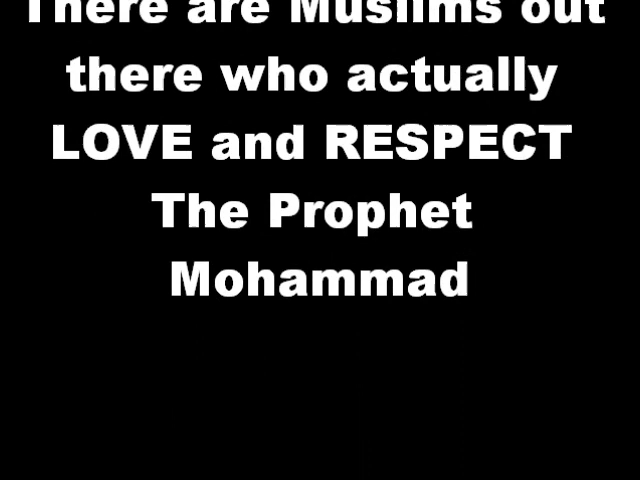 There are Muslims out
there who actually
LOVE and RESPECT
The Prophet
Mohammad